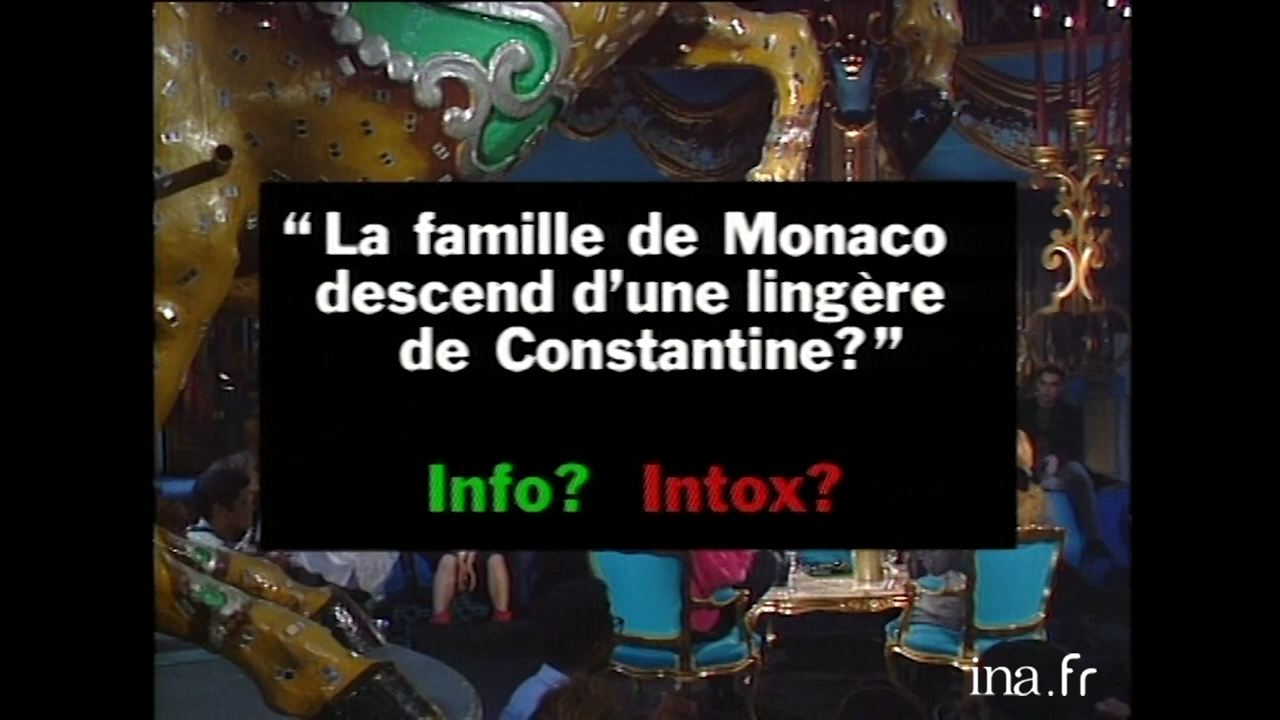 “ La famille de Monaco
descend d’une lingère
de Constantine? ”
Info? Intox?
ina.fr